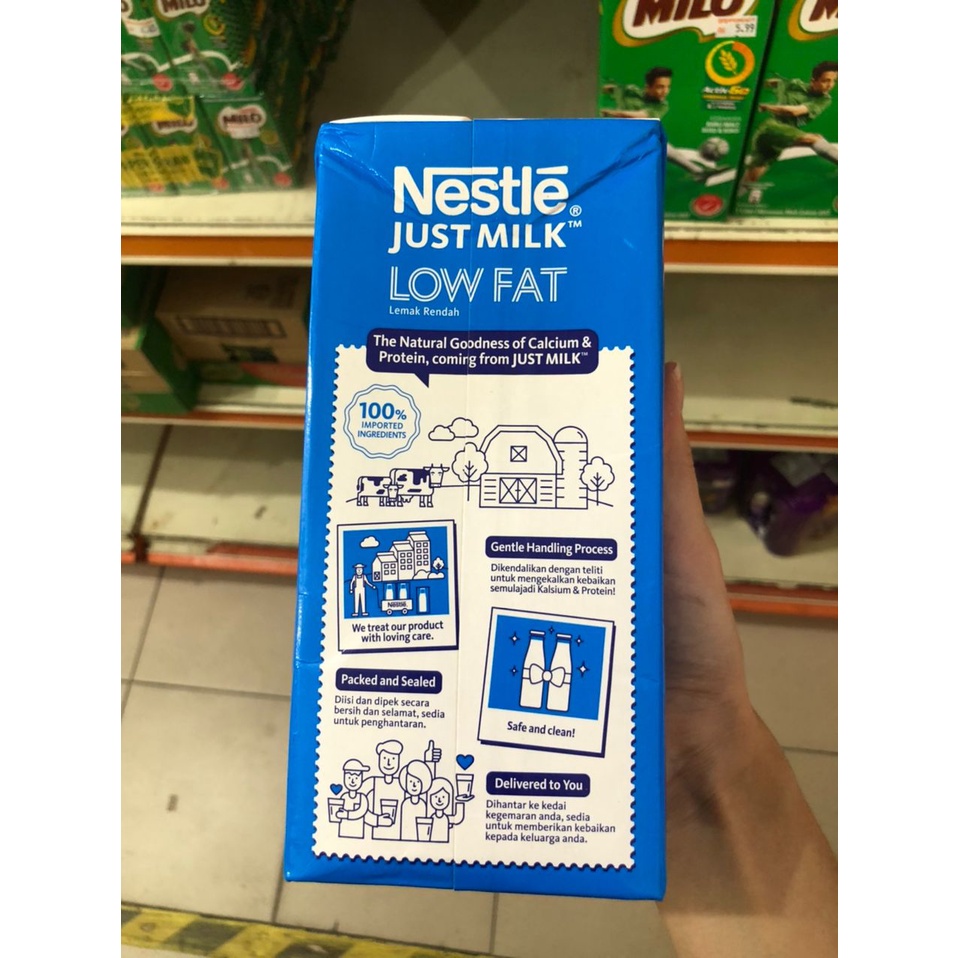 MILO
MILO
MILO
5.99
Nestlé®
JUST MILK™
LOW FAT
Lemak Rendah
The Natural Goodness of Calcium &
Protein, coming from JUST MILK™
100%
IMPORTED
INGREDIENTS
Gentle Handling Process
Dikendalikan dengan teliti
untuk mengekalkan kebaikan
semulajadi Kalsium & Protein!
Nestlé
We treat our product
with loving care.
Safe and clean!
Packed and Sealed
Diisi dan dipek secara
bersih dan selamat, sedia
untuk penghantaran.
Delivered to You
Dihantar ke kedai
kegemaran anda, sedia
untuk memberikan kebaikan
kepada keluarga anda.